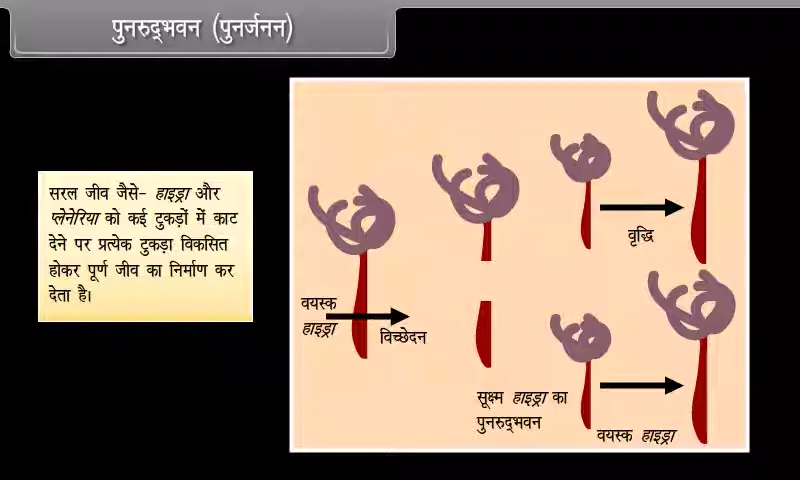 पुनरुद्‌भवन (पुनर्जनन)
सरल जीव जैसे- हाइड्रा और
प्लेनेरिया को कई टुकड़ों में काट
देने पर प्रत्येक टुकड़ा विकसित
होकर पूर्ण जीव का निर्माण कर
देता है।
वृद्धि
वयस्क
हाइड्रा
विच्छेदन
सूक्ष्म हाइड्रा का
पुनरुद्‌भवन
वयस्क हाइड्रा